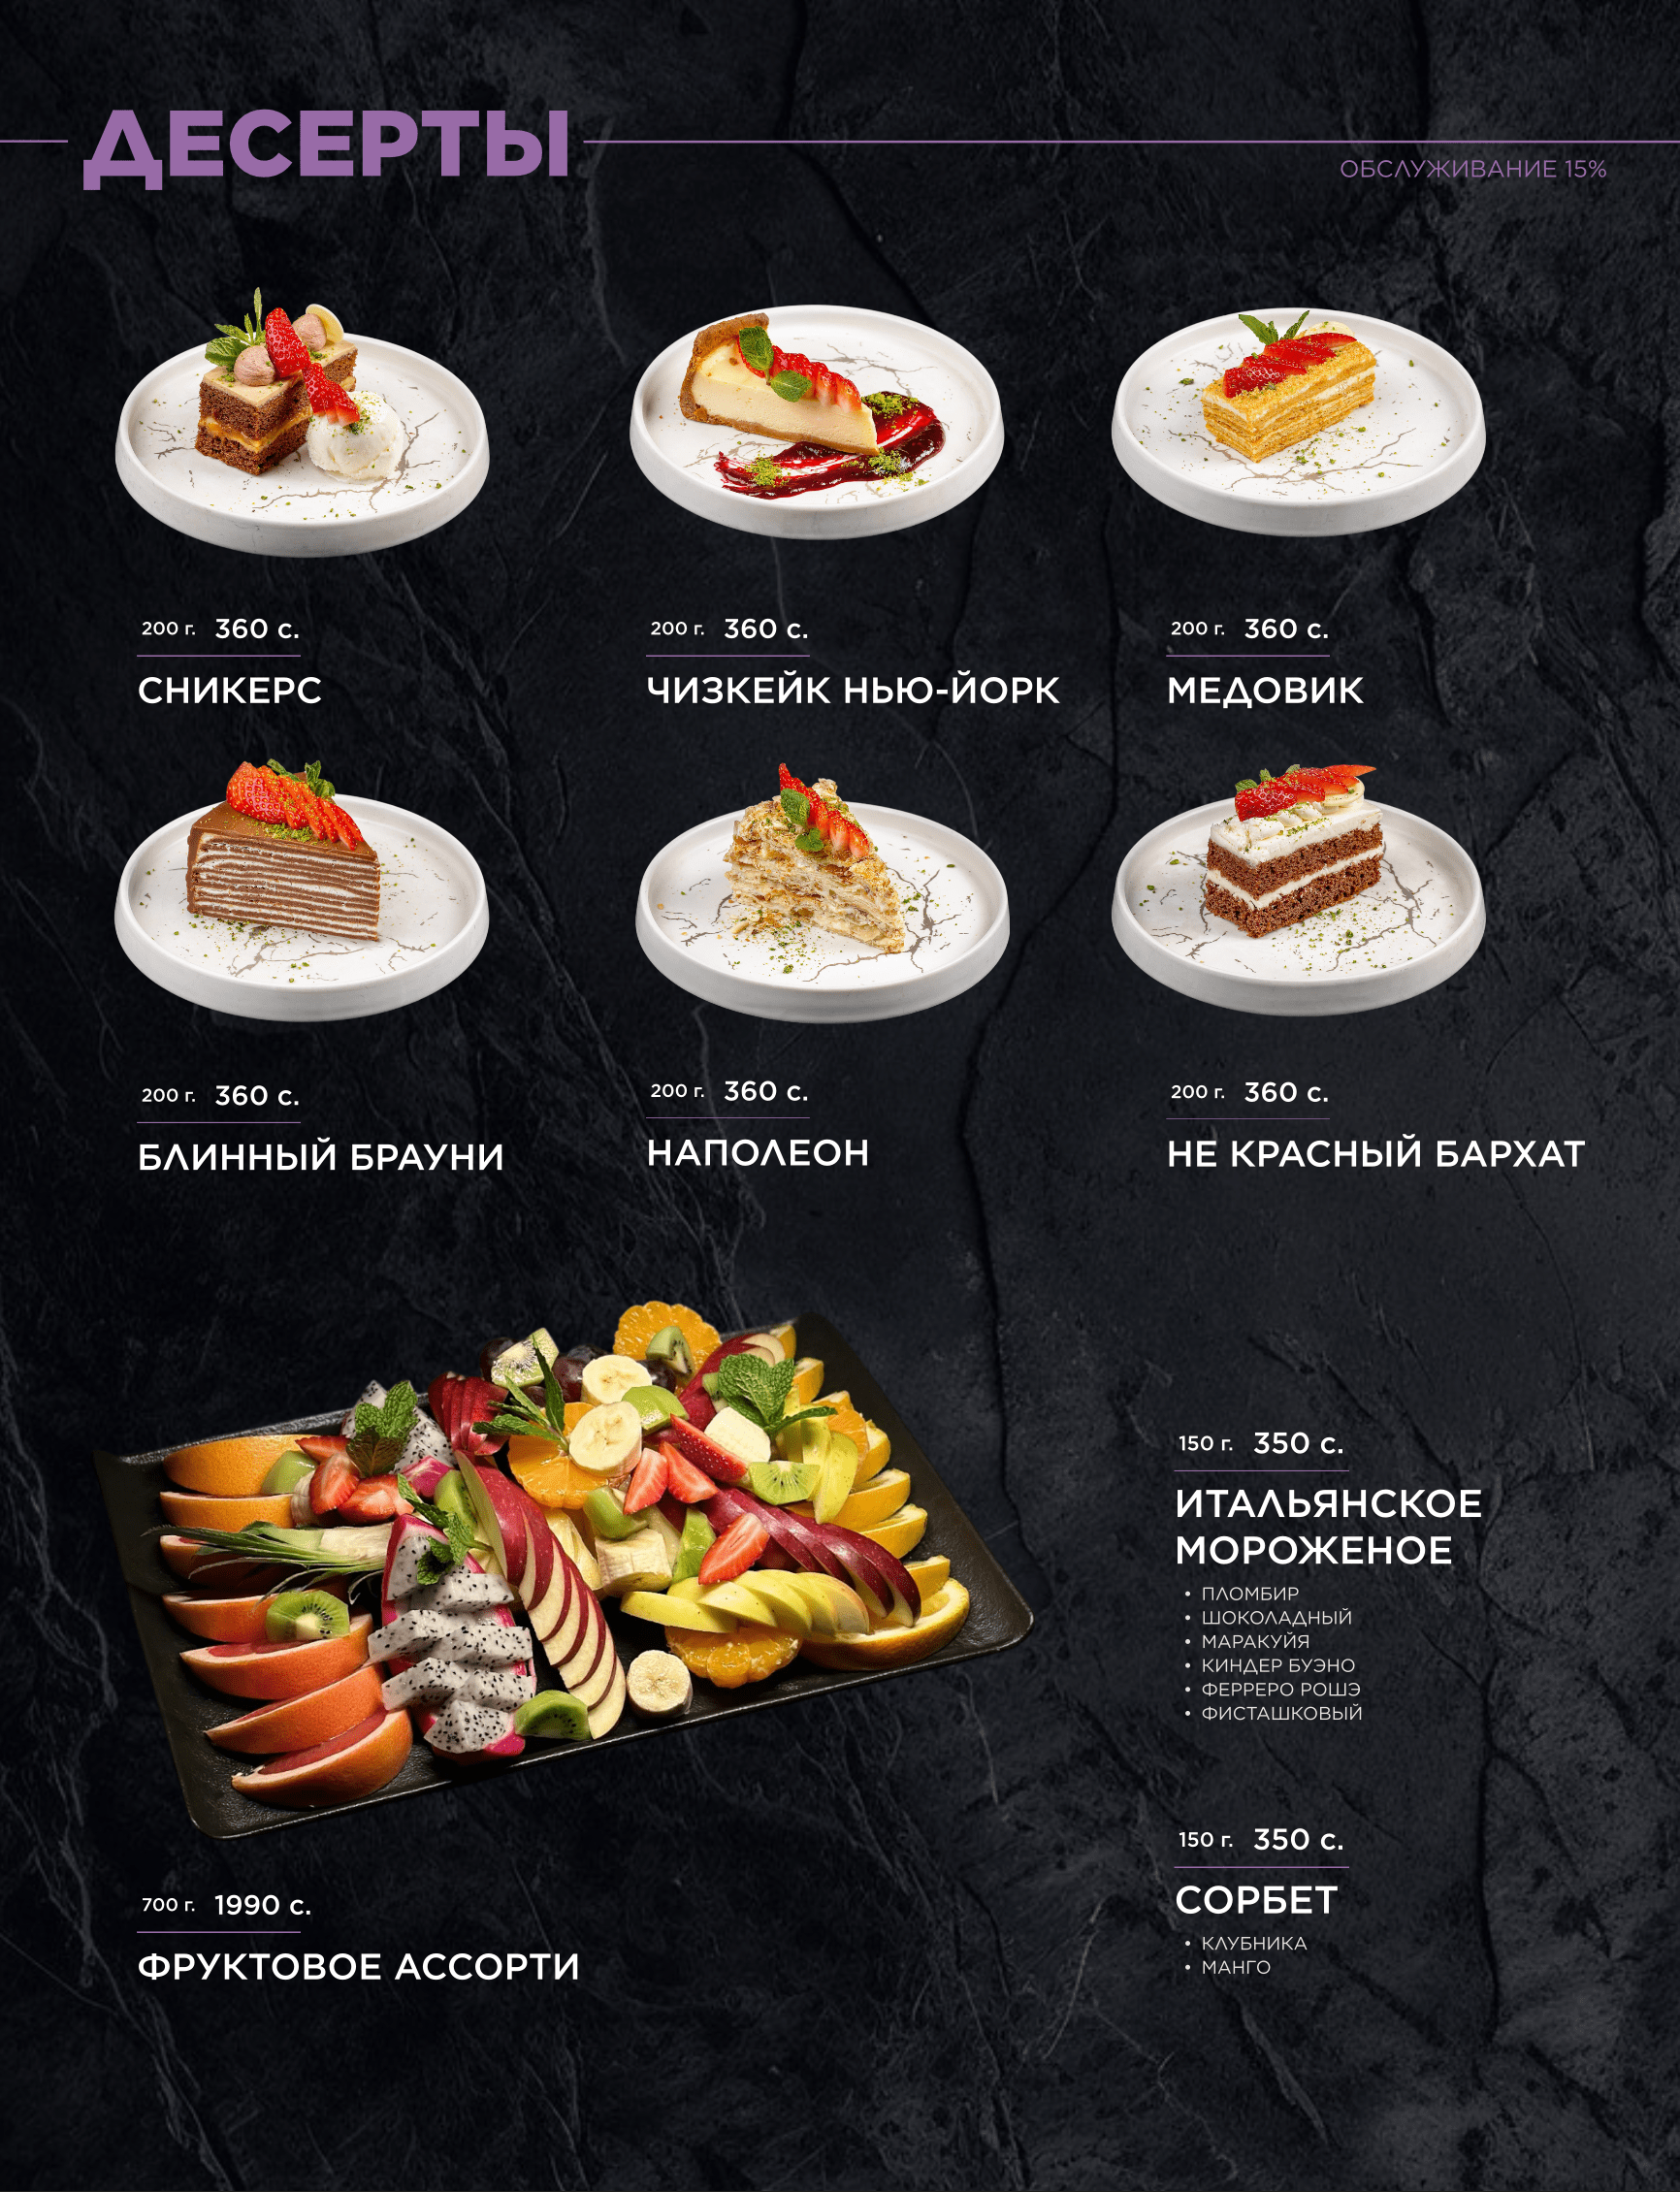 ДЕСЕРТЫ
ОБСЛУЖИВАНИЕ 15%
200 г. 360 с.
СНИКЕРС
200 г. 360 с.
ЧИЗКЕЙК НЬЮ-ЙОРК
200 г. 360 с.
МЕДОВИК
200 г. 360 с.
БЛИННЫЙ БРАУНИ
200 г. 360 с.
НАПОЛЕОН
200 г. 360 с.
НЕ КРАСНЫЙ БАРХАТ
700 г. 1990 с.
ФРУКТОВОЕ АССОРТИ
150 г. 350 с.
ИТАЛЬЯНСКОЕ
МОРОЖЕНОЕ
• ПЛОМБИР
• ШОКОЛАДНЫЙ
• МАРАКУЙЯ
• КИНДЕР БУЭНО
• ФЕРРЕРО РОШЭ
• ФИСТАШКОВЫЙ
150 г. 350 с.
СОРБЕТ
• КЛУБНИКА
• МАНГО